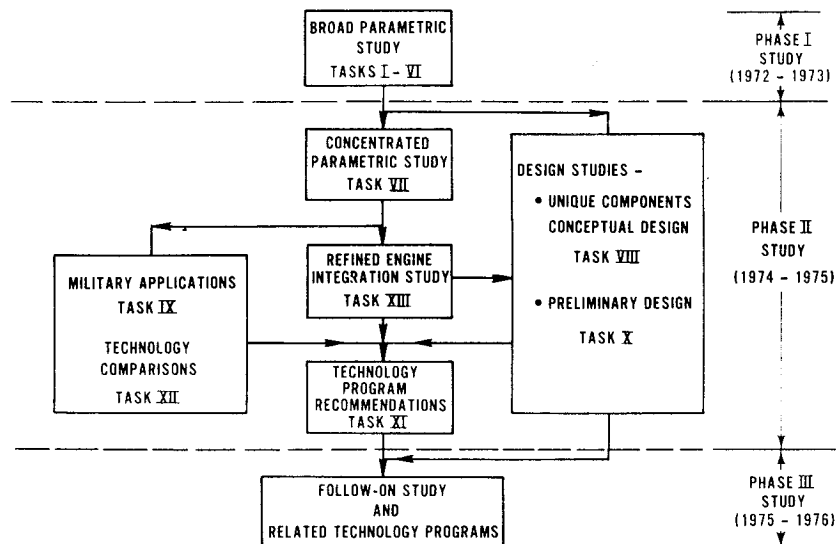 BROAD PARAMETRIC
STUDY
TASKS I - VI
PHASE I
STUDY
(1972 - 1973)
CONCENTRATED
PARAMETRIC STUDY
TASK VII
DESIGN STUDIES -
• UNIQUE COMPONENTS
CONCEPTUAL DESIGN
TASK VIII
• PRELIMINARY DESIGN
TASK X
PHASE II
STUDY
(1974 - 1975)
MILITARY APPLICATIONS
TASK IX
TECHNOLOGY
COMPARISONS
TASK XII
REFINED ENGINE
INTEGRATION STUDY
TASK XIII
TECHNOLOGY
PROGRAM
RECOMMENDATIONS
TASK XI
FOLLOW-ON STUDY
AND
RELATED TECHNOLOGY PROGRAMS
PHASE III
STUDY
(1975 - 1976)